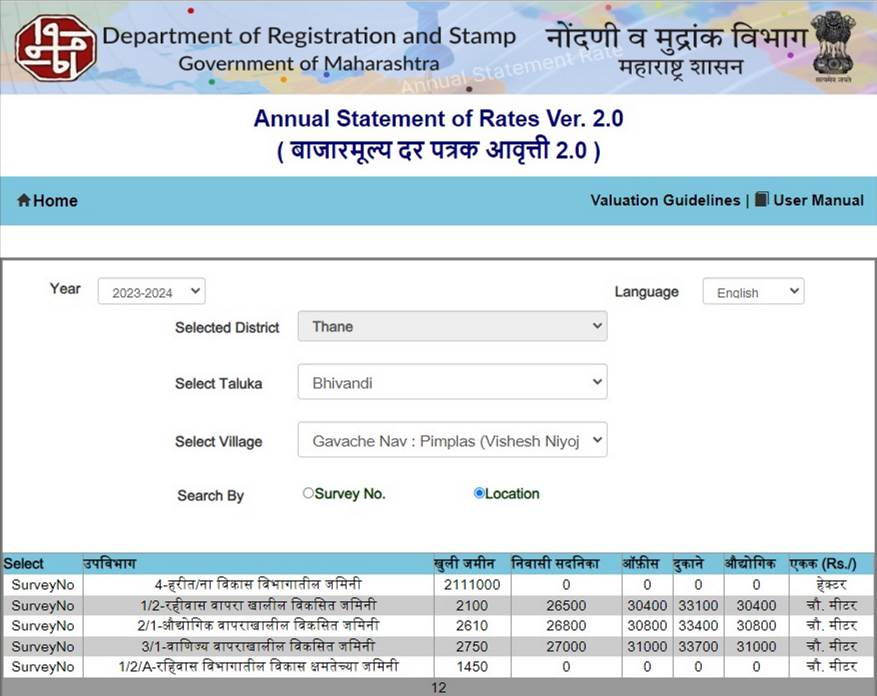 Department of Registration and Stamp
Government of Maharashtra
नोंदणी व मुद्रांक विभाग
महाराष्ट्र शासन
Annual Statement Rate
सत्यमेव जयते
Annual Statement of Rates Ver. 2.0
( बाजारमूल्य दर पत्रक आवृत्ती 2.0 )
Home
Valuation Guidelines | User Manual
Year 2023-2024 Language English
Selected District Thane
Select Taluka Bhivandi
Select Village Gavache Nav : Pimplas (Vishesh Niyoj
Search By Survey No. Location
Select उपविभाग खुली जमीन निवासी सदनिका ऑफ़ीस दुकाने औद्योगिक एकक (Rs./)
SurveyNo 4-हरीत/ना विकास विभागातील जमिनी 2111000 0 0 0 0 हेक्टर
SurveyNo 1/2-रहीवास वापरा खालील विकसित जमिनी 2100 26500 30400 33100 30400 चौ. मीटर
SurveyNo 2/1-औद्योगिक वापराखालील विकसित जमिनी 2610 26800 30800 33400 30800 चौ. मीटर
SurveyNo 3/1-वाणिज्य वापराखालील विकसित जमिनी 2750 27000 31000 33700 31000 चौ. मीटर
SurveyNo 1/2/A-रहिवास विभागातील विकास क्षमतेच्या जमिनी 1450 0 0 0 0 चौ. मीटर
12